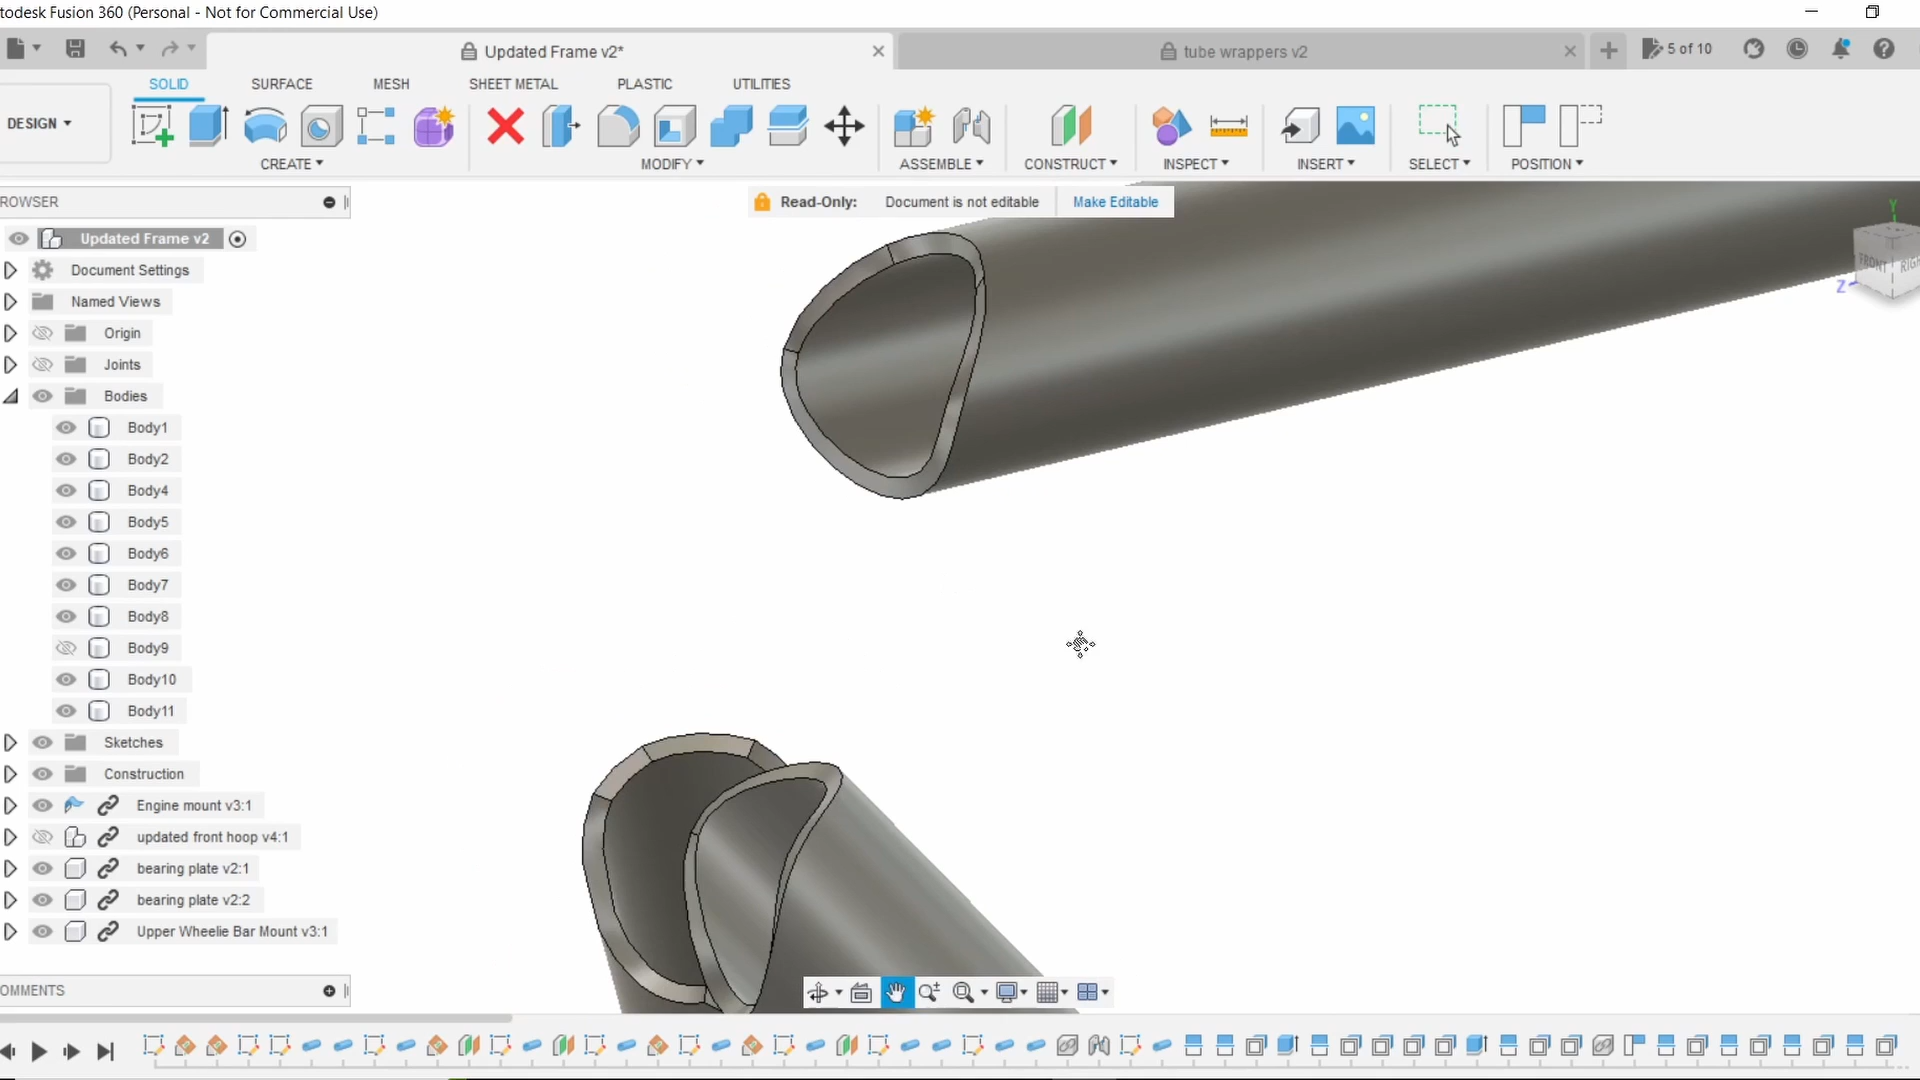 todesk Fusion 360 (Personal - Not for Commercial Use)
Updated Frame v2*
tube wrappers v2
5 of 10
SOLID
SURFACE
MESH
SHEET METAL
PLASTIC
UTILITIES
DESIGN
CREATE
MODIFY
ASSEMBLE
CONSTRUCT
INSPECT
INSERT
SELECT
POSITION
ROWSER
Read-Only: Document is not editable Make Editable
Updated Frame v2
Document Settings
Named Views
Origin
Joints
Bodies
Body1
Body2
Body4
Body5
Body6
Body7
Body8
Body9
Body10
Body11
Sketches
Construction
Engine mount v3:1
updated front hoop v4:1
bearing plate v2:1
bearing plate v2:2
Upper Wheelie Bar Mount v3:1
OMMENTS
Y
FRONT
RIGH
Z